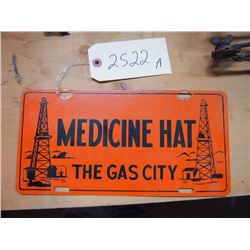 2522 A
MEDICINE HAT
THE GAS CITY